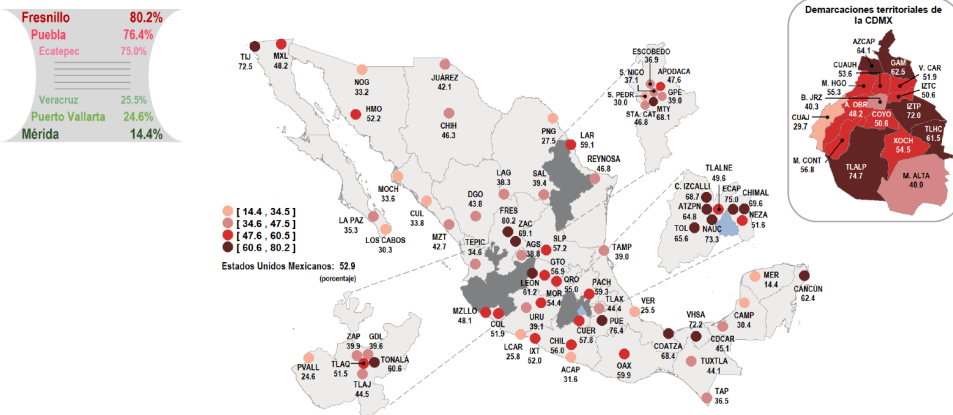 Fresnillo 80.2%
Puebla 76.4%
Ecatepec 75.0%
Veracruz 25.5%
Puerto Vallarta 24.6%
Mérida 14.4%
TIJ
72.5
MXL
48.2
NOG
33.2
HMO
52.2
JUÁREZ
42.1
CHIH
46.3
MOCH
33.6
CUL
33.8
LA PAZ
35.3
LOS CABOS
30.3
MZT
42.7
DGO
43.8
LAG
38.3
SAL
39.4
PNG
27.5
LAR
59.1
REYNOSA
46.8
FRES
80.2
ZAC
69.1
AGS
38.8
SLP
57.2
TEPIC
34.6
TAMP
39.0
LEON
61.2
GTO
56.9
QRO
55.0
MOR
54.4
PACH
59.3
TLAX
44.4
VER
25.5
MZLLO
48.1
COL
51.9
URU
39.1
LCAR
25.8
IXT
52.0
CHIL
56.0
ACAP
31.6
CUER
57.8
PUE
76.4
OAX
59.9
COATZA
68.4
VHSA
72.2
CDCAR
45.1
TUXTLA
44.1
TAP
36.5
CAMP
30.4
MER
14.4
CANCÚN
62.4
[ 14.4 , 34.5)
[ 34.6 , 47.5]
[ 47.6 , 60.5]
[ 60.6 , 80.2]
Estados Unidos Mexicanos: 52.9
(porcentaje)
PVALL
24.6
ZAP
39.9
GDL
39.6
TLAQ
51.5
TONALÁ
60.6
TLAJ
44.5
ESCOBEDO
36.9
S. NICO
37.1
APODACA
47.6
S. PEDR
30.0
GPE
39.0
STA. CAT
46.8
MTY
68.1
TLALNE
49.6
C. IZCALLI
68.7
ECAP
75.0
CHIMAL
69.6
ATZPN
64.8
NEZA
51.6
TOL
65.6
NAUC
73.3
Demarcaciones territoriales de
la CDMX
AZCAP
64.1
GAM
62.5
CUAUH
53.6
V. CAR
51.9
M. HGO
55.3
IZTC
50.6
B. JRZ
40.3
A. OBR
48.2
COYO
50.6
IZTP
72.0
CUAJ
29.7
TLHC
61.5
XOCH
54.5
M. CONT
56.8
TLALP
74.7
M. ALTA
40.0